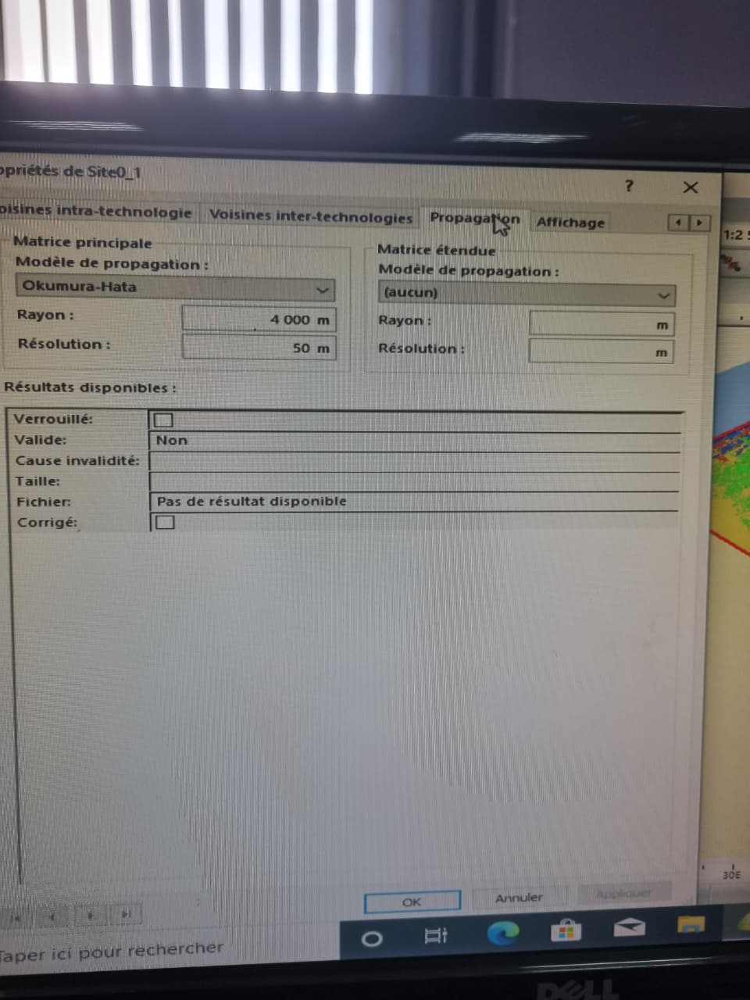 opriétés de Site0_1
?
oisines intra-technologie
Voisines inter-technologies
Propagation
Affichage
1:2
Matrice principale
Modèle de propagation :
Okumura-Hata
Rayon :
4 000 m
Résolution :
50 m
Matrice étendue
Modèle de propagation :
(aucun)
Rayon :
m
Résolution :
m
Résultats disponibles :
Verrouillé:
Valide:
Non
Cause invalidité:
Taille:
Fichier:
Pas de résultat disponible
Corrigé:
30E
OK
Annuler
Appliquer
Taper ici pour rechercher
DELL